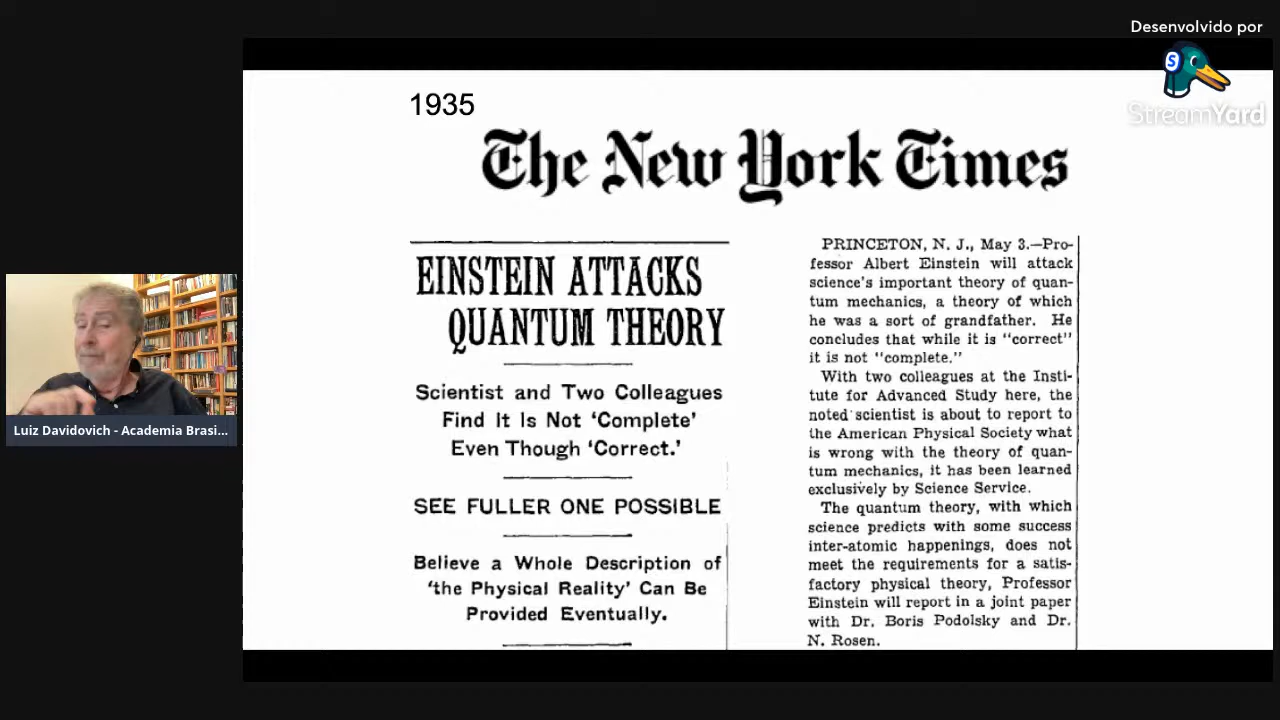 Desenvolvido por
S
StreamYard
1935
The New York Times
EINSTEIN ATTACKS
QUANTUM THEORY
Scientist and Two Colleagues
Find It Is Not ‘Complete’
Even Though ‘Correct.’
SEE FULLER ONE POSSIBLE
Believe a Whole Description of
‘the Physical Reality’ Can Be
Provided Eventually.
PRINCETON, N. J., May 3.—Pro-
fessor Albert Einstein will attack
science's important theory of quan-
tum mechanics, a theory of which
he was a sort of grandfather. He
concludes that while it is "correct"
it is not "complete."
With two colleagues at the Insti-
tute for Advanced Study here, the
noted scientist is about to report to
the American Physical Society what
is wrong with the theory of quan-
tum mechanics, it has been learned
exclusively by Science Service.
The quantum theory, with which
science predicts with some success
inter-atomic happenings, does not
meet the requirements for a satis-
factory physical theory, Professor
Einstein will report in a joint paper
with Dr. Boris Podolsky and Dr.
N. Rosen.
Luiz Davidovich - Academia Brasi...